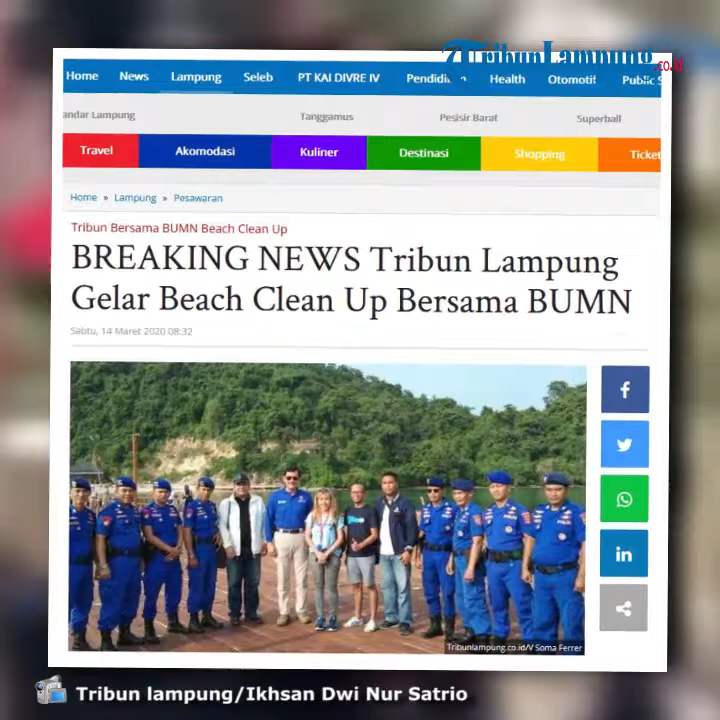 TribunLampung.co.id
Home News Lampung Seleb PT KAI DIVRE IV Pendidi Health Otomotif Public S
andar Lampung Tanggamus Pesisir Barat Superball
Travel Akomodasi Kuliner Destinasi Shopping Ticket
Home » Lampung » Pesawaran
Tribun Bersama BUMN Beach Clean Up
BREAKING NEWS Tribun Lampung
Gelar Beach Clean Up Bersama BUMN
Sabtu, 14 Maret 2020 08:32
Tribunlampung.co.id/V Soma Ferrer
Tribun lampung/Ikhsan Dwi Nur Satrio